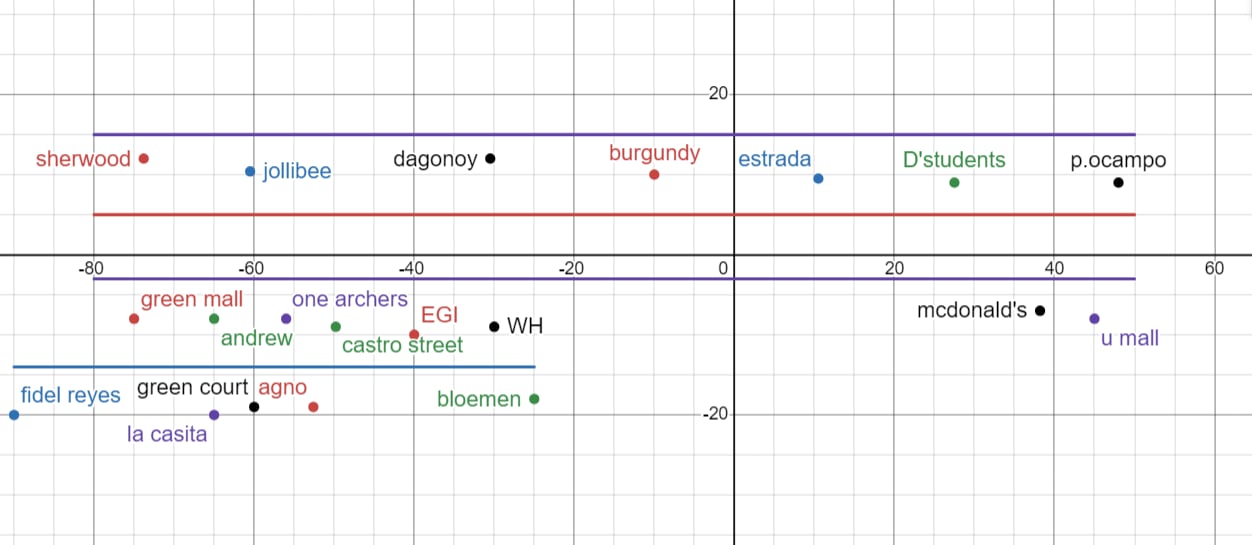 20
sherwood
jollibee
dagonoy
burgundy
estrada
D'students
p.ocampo
-80
-60
-40
-20
0
20
40
60
green mall
andrew
one archers
castro street
EGI
WH
mcdonald's
u mall
fidel reyes
green court
agno
la casita
bloemen
-20